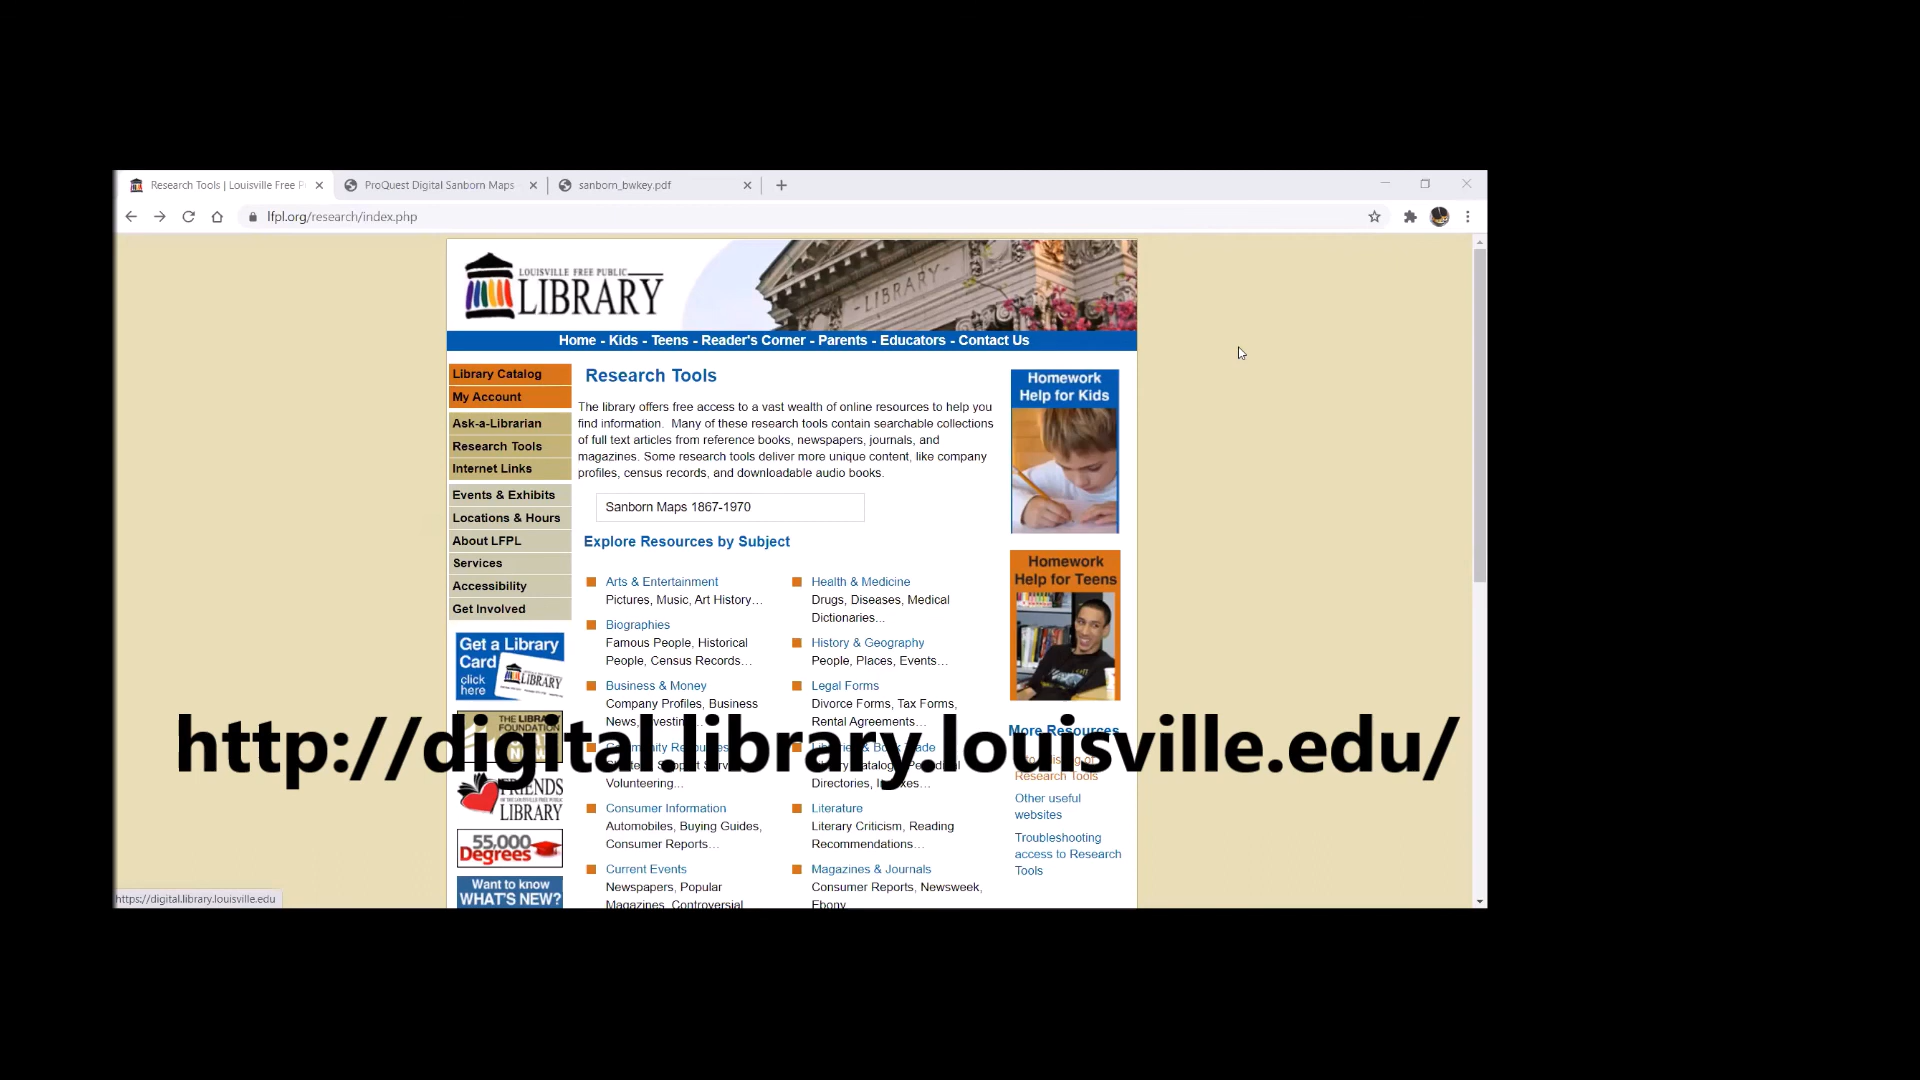 Research Tools | Louisville Free P
ProQuest Digital Sanborn Maps
sanborn_bwkey.pdf
lfpl.org/research/index.php
LOUISVILLE FREE PUBLIC
LIBRARY
LIBRARY
Home - Kids - Teens - Reader's Corner - Parents - Educators - Contact Us
Library Catalog
My Account
Ask-a-Librarian
Research Tools
Internet Links
Events & Exhibits
Locations & Hours
About LFPL
Services
Accessibility
Get Involved
Get a Library
Card
click
here
LIBRARY
THE LIBRARY
FOUNDATION
FRIENDS
OF THE LOUISVILLE FREE PUBLIC
LIBRARY
55,000
Degrees
Want to know
WHAT'S NEW?
Research Tools
The library offers free access to a vast wealth of online resources to help you
find information. Many of these research tools contain searchable collections
of full text articles from reference books, newspapers, journals, and
magazines. Some research tools deliver more unique content, like company
profiles, census records, and downloadable audio books.
Sanborn Maps 1867-1970
Explore Resources by Subject
Arts & Entertainment
Pictures, Music, Art History…
Biographies
Famous People, Historical
People, Census Records…
Business & Money
Company Profiles, Business
News, Investing…
Volunteering...
Consumer Information
Automobiles, Buying Guides,
Consumer Reports…
Current Events
Newspapers, Popular
Magazines, Controversial
Health & Medicine
Drugs, Diseases, Medical
Dictionaries...
History & Geography
People, Places, Events…
Legal Forms
Divorce Forms, Tax Forms,
Rental Agreements…
Libraries & Book Trade
Directories, Indexes…
Literature
Literary Criticism, Reading
Recommendations…
Magazines & Journals
Consumer Reports, Newsweek,
Ebony
Homework
Help for Kids
Homework
Help for Teens
More Resources
Research Tools
Other useful
websites
Troubleshooting
access to Research
Tools
http://digital.library.louisville.edu/
https://digital.library.louisville.edu